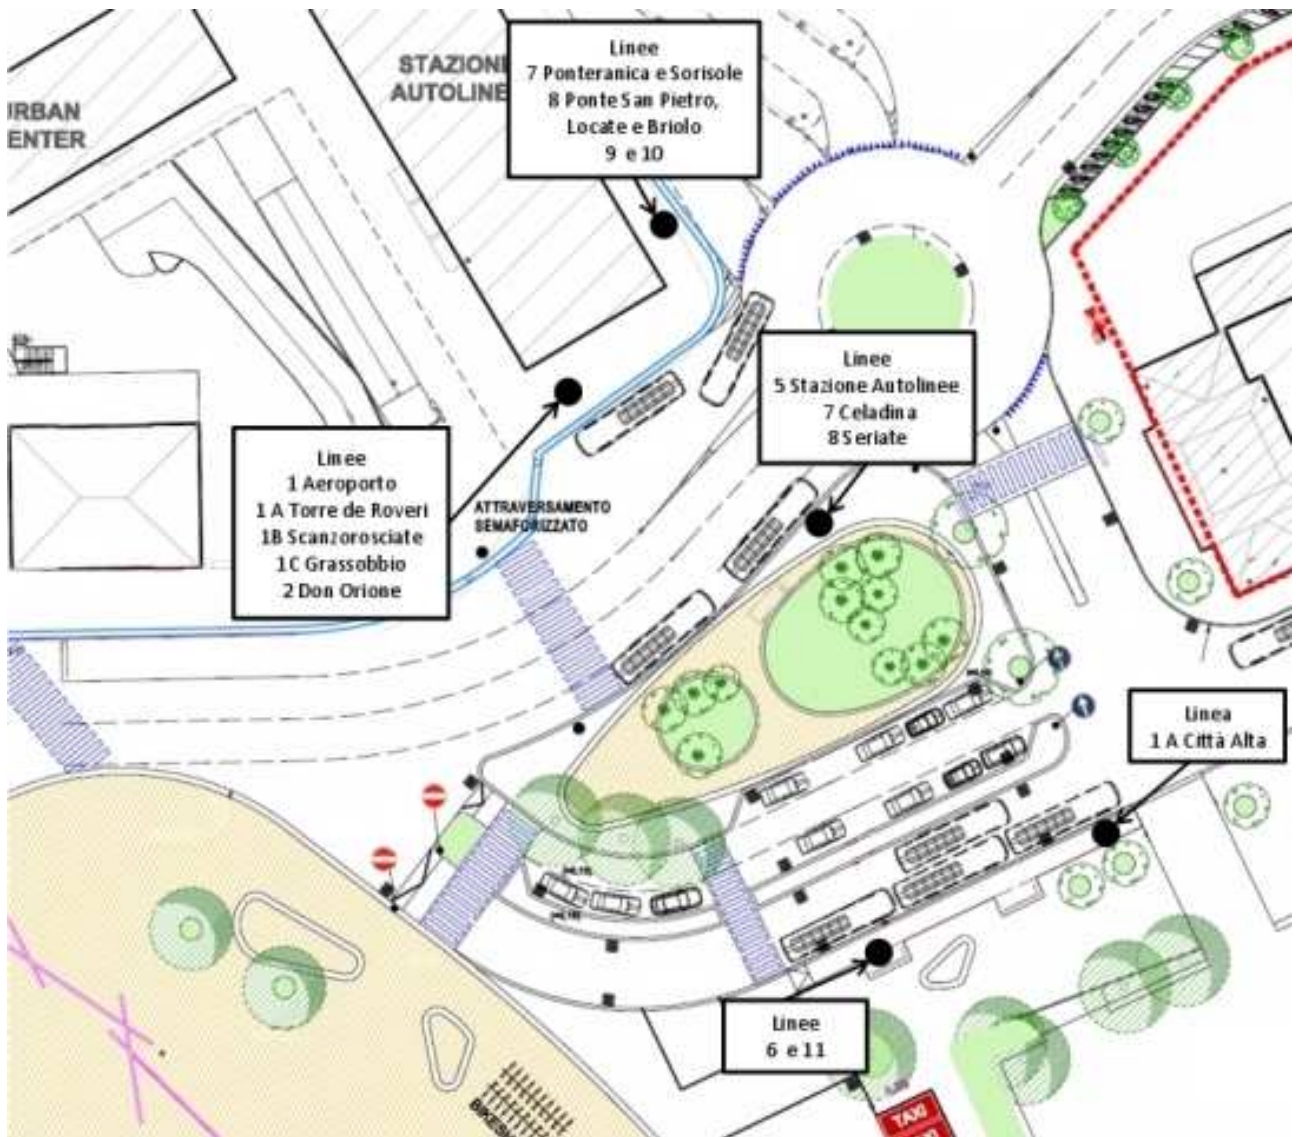 STAZIONE
AUTOLINE
URBAN
CENTER
Linee
7 Ponteranica e Sorisole
8 Ponte San Pietro,
Locate e Briolo
9 e 10
Linee
5 Stazione Autolinee
7 Celadina
8 Seriate
Linee
1 Aeroporto
1 A Torre de Roveri
1B Scanzorosciate
1C Grassobbio
2 Don Orione
ATTRAVERSAMENTO
SEMAFORIZZATO
Linea
1 A Città Alta
Linee
6 e 11
TAXI